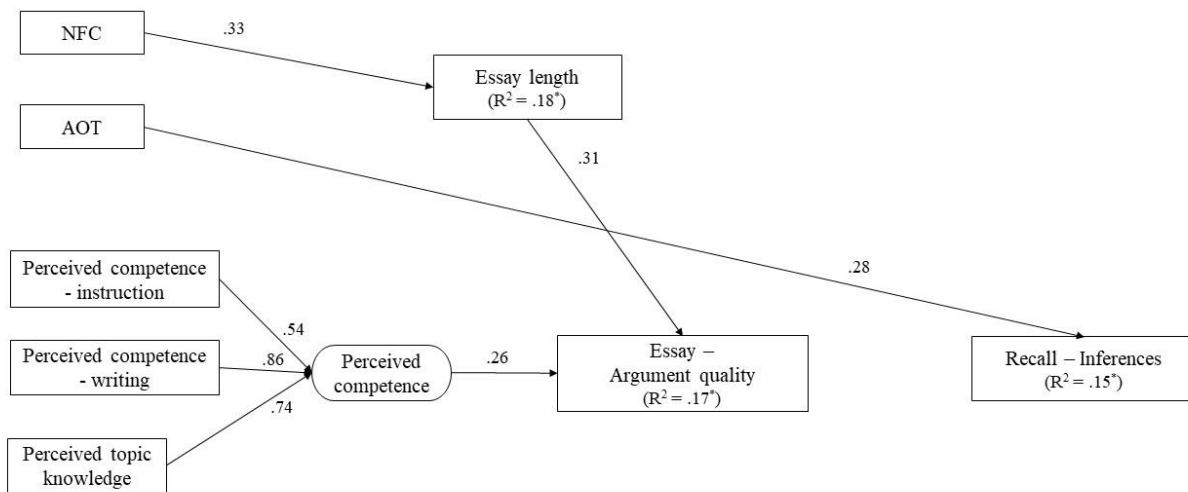 NFC
.33
Essay length
(R² = .18*)
AOT
.31
Perceived competence
- instruction
.28
.54
Perceived competence
- writing
.86
Perceived
competence
.26
Essay –
Argument quality
(R² = .17*)
Recall – Inferences
(R² = .15*)
.74
Perceived topic
knowledge